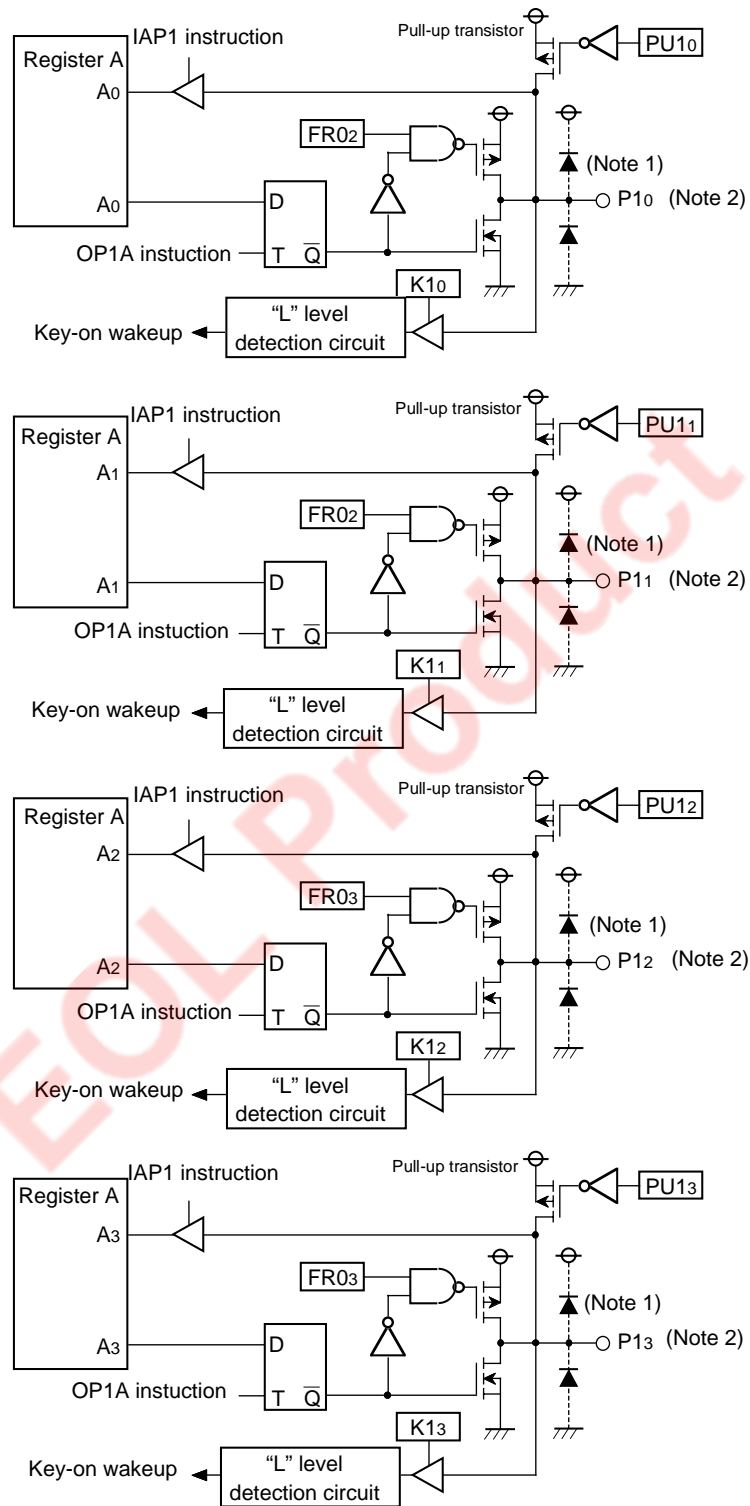 IAP1 instruction
Pull-up transistor
Register A
PU10
A0
FR02
(Note 1)
A0
D
P10 (Note 2)
OP1A instuction
T Q
K10
Key-on wakeup
“L” level
detection circuit
IAP1 instruction
Pull-up transistor
Register A
PU11
A1
FR02
(Note 1)
A1
D
P11 (Note 2)
OP1A instuction
T Q
K11
Key-on wakeup
“L” level
detection circuit
IAP1 instruction
Pull-up transistor
Register A
PU12
A2
FR03
(Note 1)
A2
D
P12 (Note 2)
OP1A instuction
T Q
K12
Key-on wakeup
“L” level
detection circuit
IAP1 instruction
Pull-up transistor
Register A
PU13
A3
FR03
(Note 1)
A3
D
P13 (Note 2)
OP1A instuction
T Q
K13
Key-on wakeup
“L” level
detection circuit
EOL Product